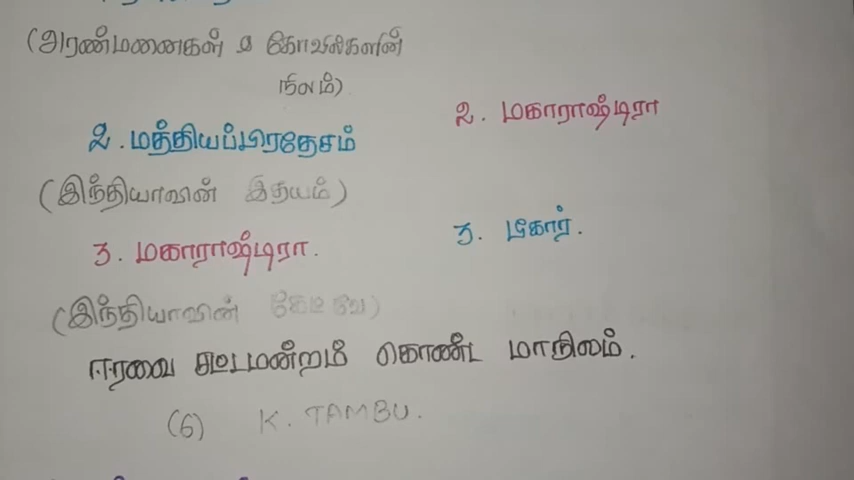 (அரண்மனைகள் & கோவில்களின்
நிலம்)
2. மத்தியப்பிரதேசம்
2. மகாராஷ்டிரா
(இந்தியாவின் இதயம்)
3. மகாராஷ்டிரா.
3. பீகார்.
(இந்தியாவின்
ஈரவை சட்டமன்றம் கொண்ட மாநிலம்.
(6) K. TAMBU.